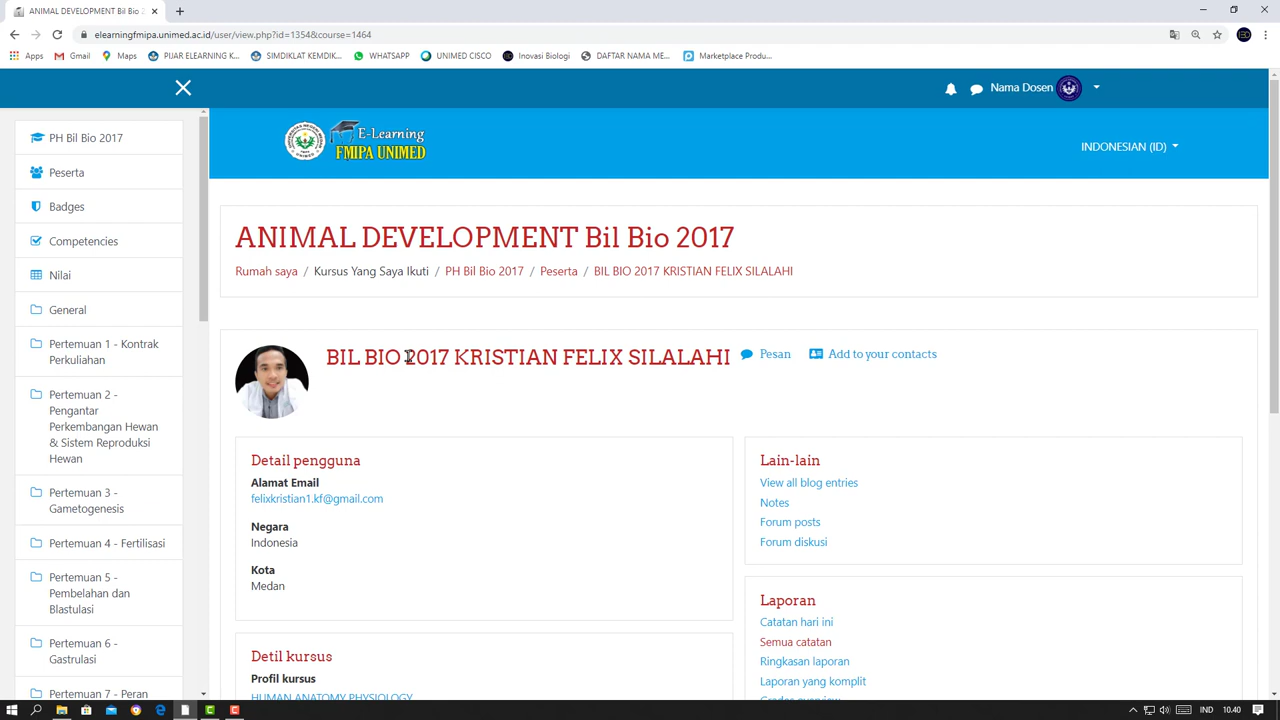 ANIMAL DEVELOPMENT Bil Bio 2
elearningfmipa.unimed.ac.id/user/view.php?id=1354&course=1464
Apps
Gmail
Maps
PIJAR ELEARNING K...
SIMDIKLAT KEMDIK...
WHATSAPP
UNIMED CISCO
Inovasi Biologi
DAFTAR NAMA ME...
Marketplace Produ...
Nama Dosen
E-Learning
FMIPA UNIMED
INDONESIAN (ID)
PH Bil Bio 2017
Peserta
Badges
Competencies
Nilai
General
Pertemuan 1 - Kontrak
Perkuliahan
Pertemuan 2 -
Pengantar
Perkembangan Hewan
& Sistem Reproduksi
Hewan
Pertemuan 3 -
Gametogenesis
Pertemuan 4 - Fertilisasi
Pertemuan 5 -
Pembelahan dan
Blastulasi
Pertemuan 6 -
Gastrulasi
Pertemuan 7 - Peran
ANIMAL DEVELOPMENT Bil Bio 2017
Rumah saya / Kursus Yang Saya Ikuti / PH Bil Bio 2017 / Peserta / BIL BIO 2017 KRISTIAN FELIX SILALAHI
BIL BIO 2017 KRISTIAN FELIX SILALAHI
Pesan
Add to your contacts
Detail pengguna
Alamat Email
felixkristian1.kf@gmail.com
Negara
Indonesia
Kota
Medan
Detil kursus
Profil kursus
HUMAN ANATOMY PHYSIOLOGY
Lain-lain
View all blog entries
Notes
Forum posts
Forum diskusi
Laporan
Catatan hari ini
Semua catatan
Ringkasan laporan
Laporan yang komplit
Grades overview
IND
10.40